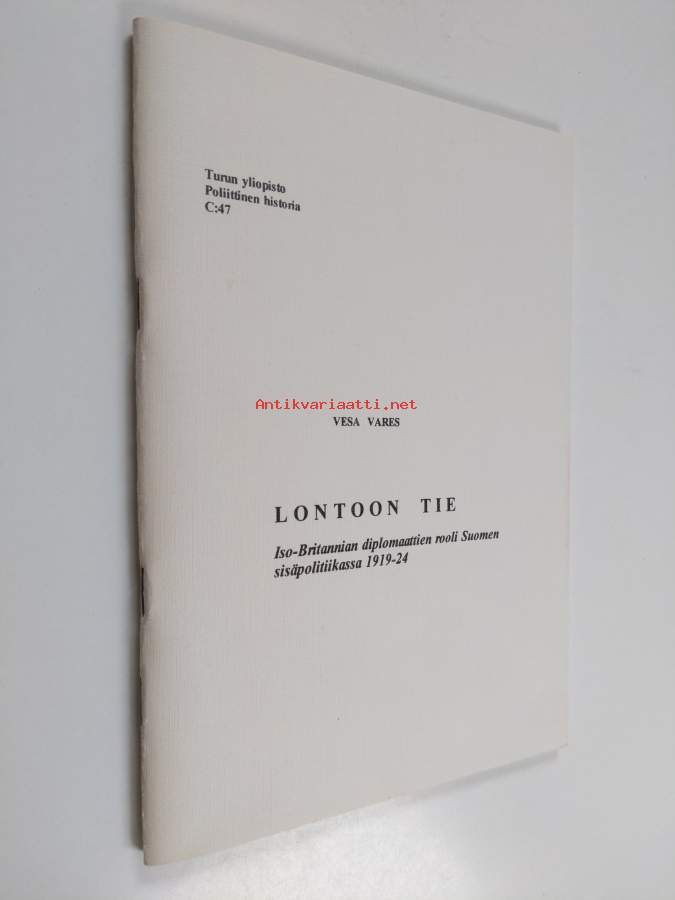 Turun yliopisto
Poliittinen historia
C:47
Antikvariaatti.net
VESA VARES
LONTOON TIE
Iso-Britannian diplomaattien rooli Suomen
sisäpolitiikassa 1919-24